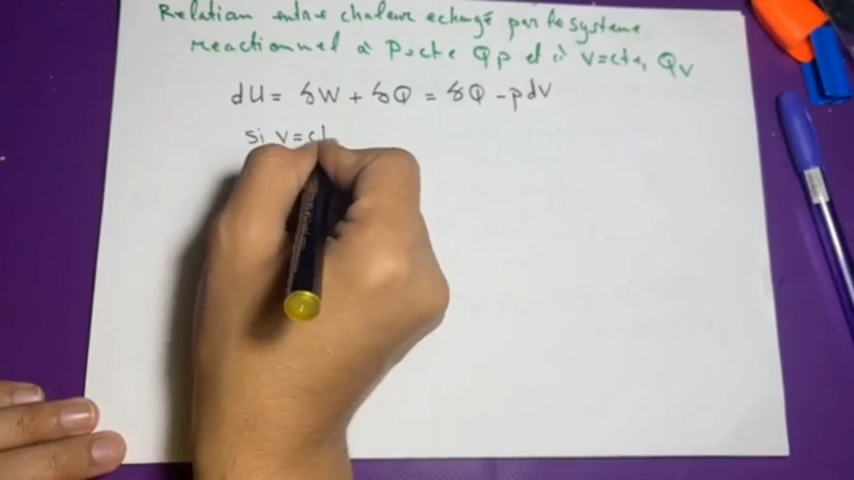 Relation entre chaleur echangé par le système
reactionnel à P=cte Qp et à V=cte, Qv
dU = δW + δQ = δQ - pdV
si V=ct